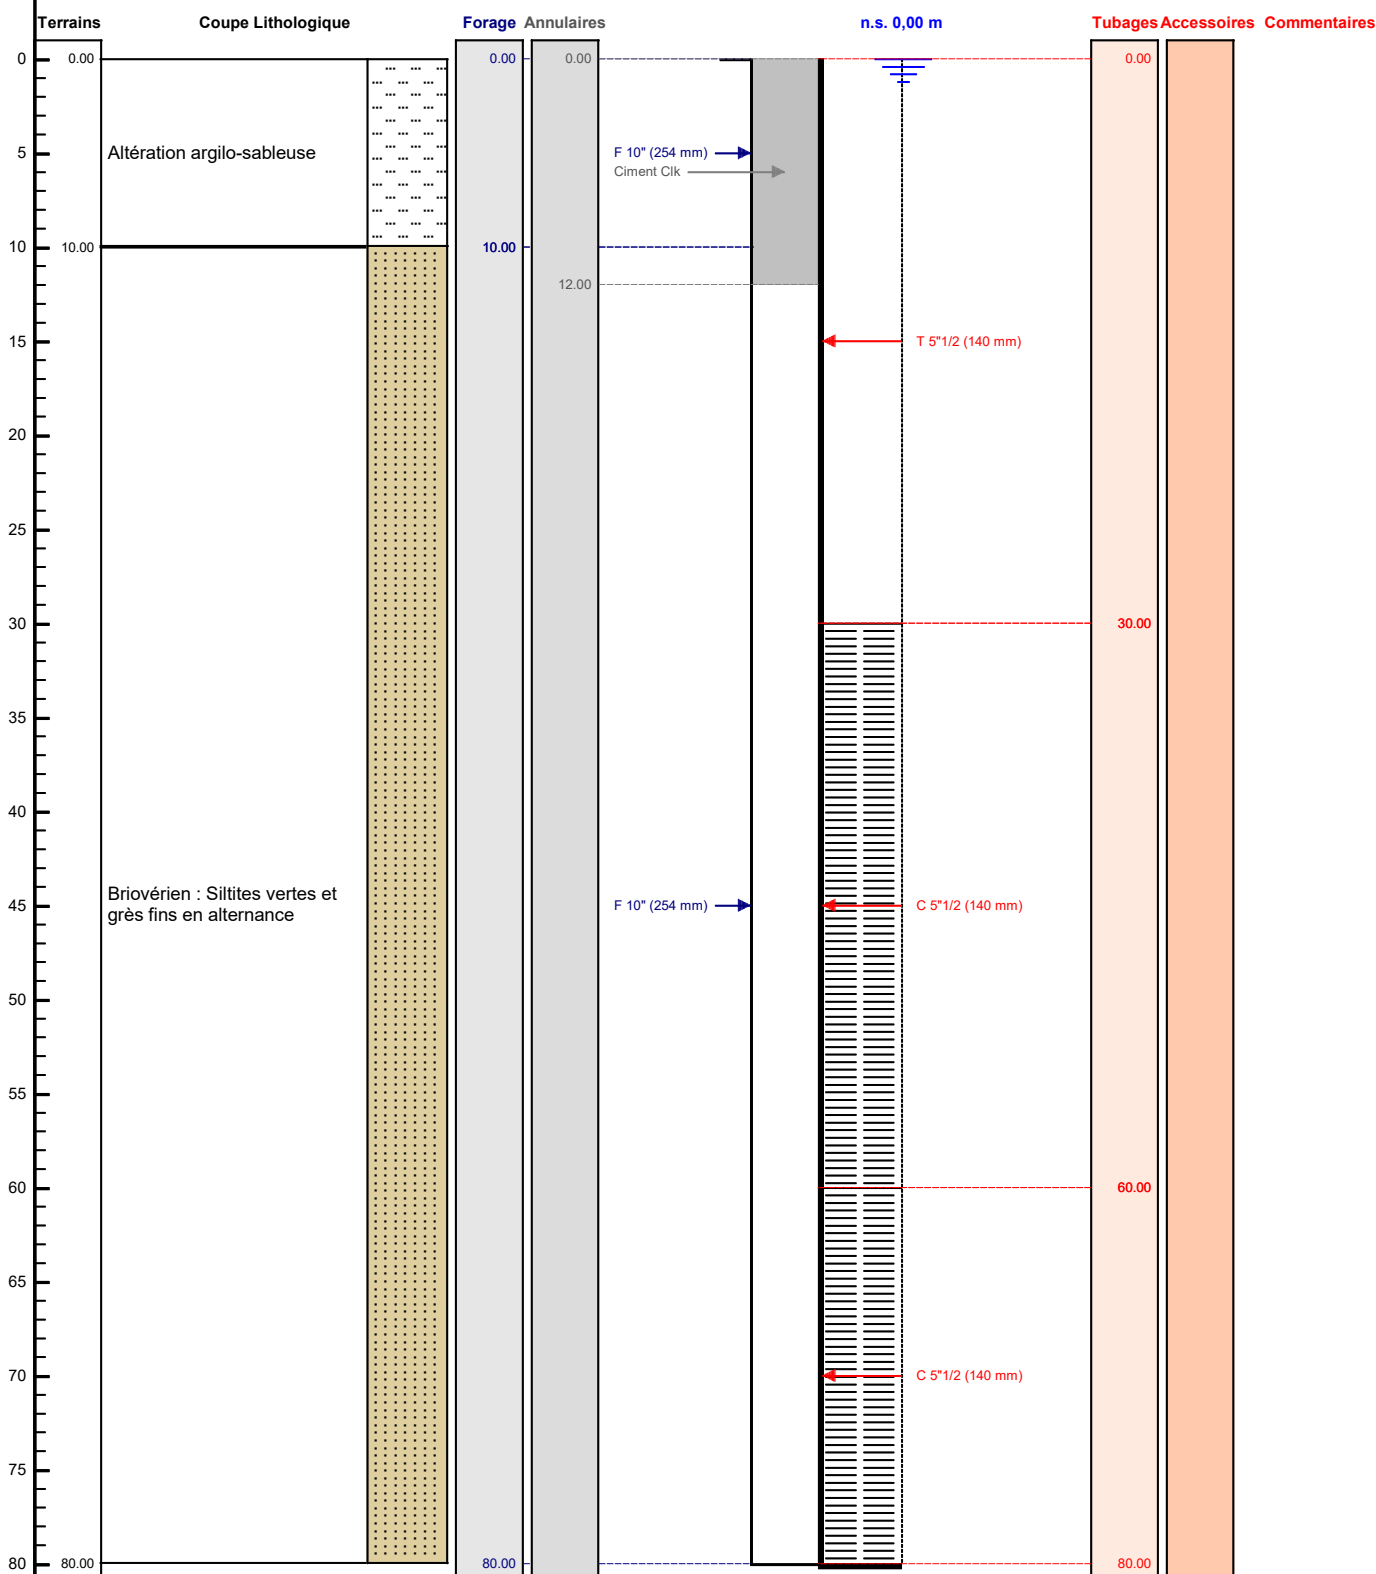 Terrains Coupe Lithologique Forage Annulaires n.s. 0,00 m Tubages Accessoires Commentaires
0 0.00 0.00 0.00 0.00
5 Altération argilo-sableuse F 10" (254 mm)
Ciment Clk
10 10.00 10.00
12.00
15 T 5"1/2 (140 mm)
20
25
30 30.00
35
40
Briovérien : Siltites vertes et
45 grès fins en alternance F 10" (254 mm) C 5"1/2 (140 mm)
50
55
60 60.00
65
70 C 5"1/2 (140 mm)
75
80 80.00 80.00 80.00